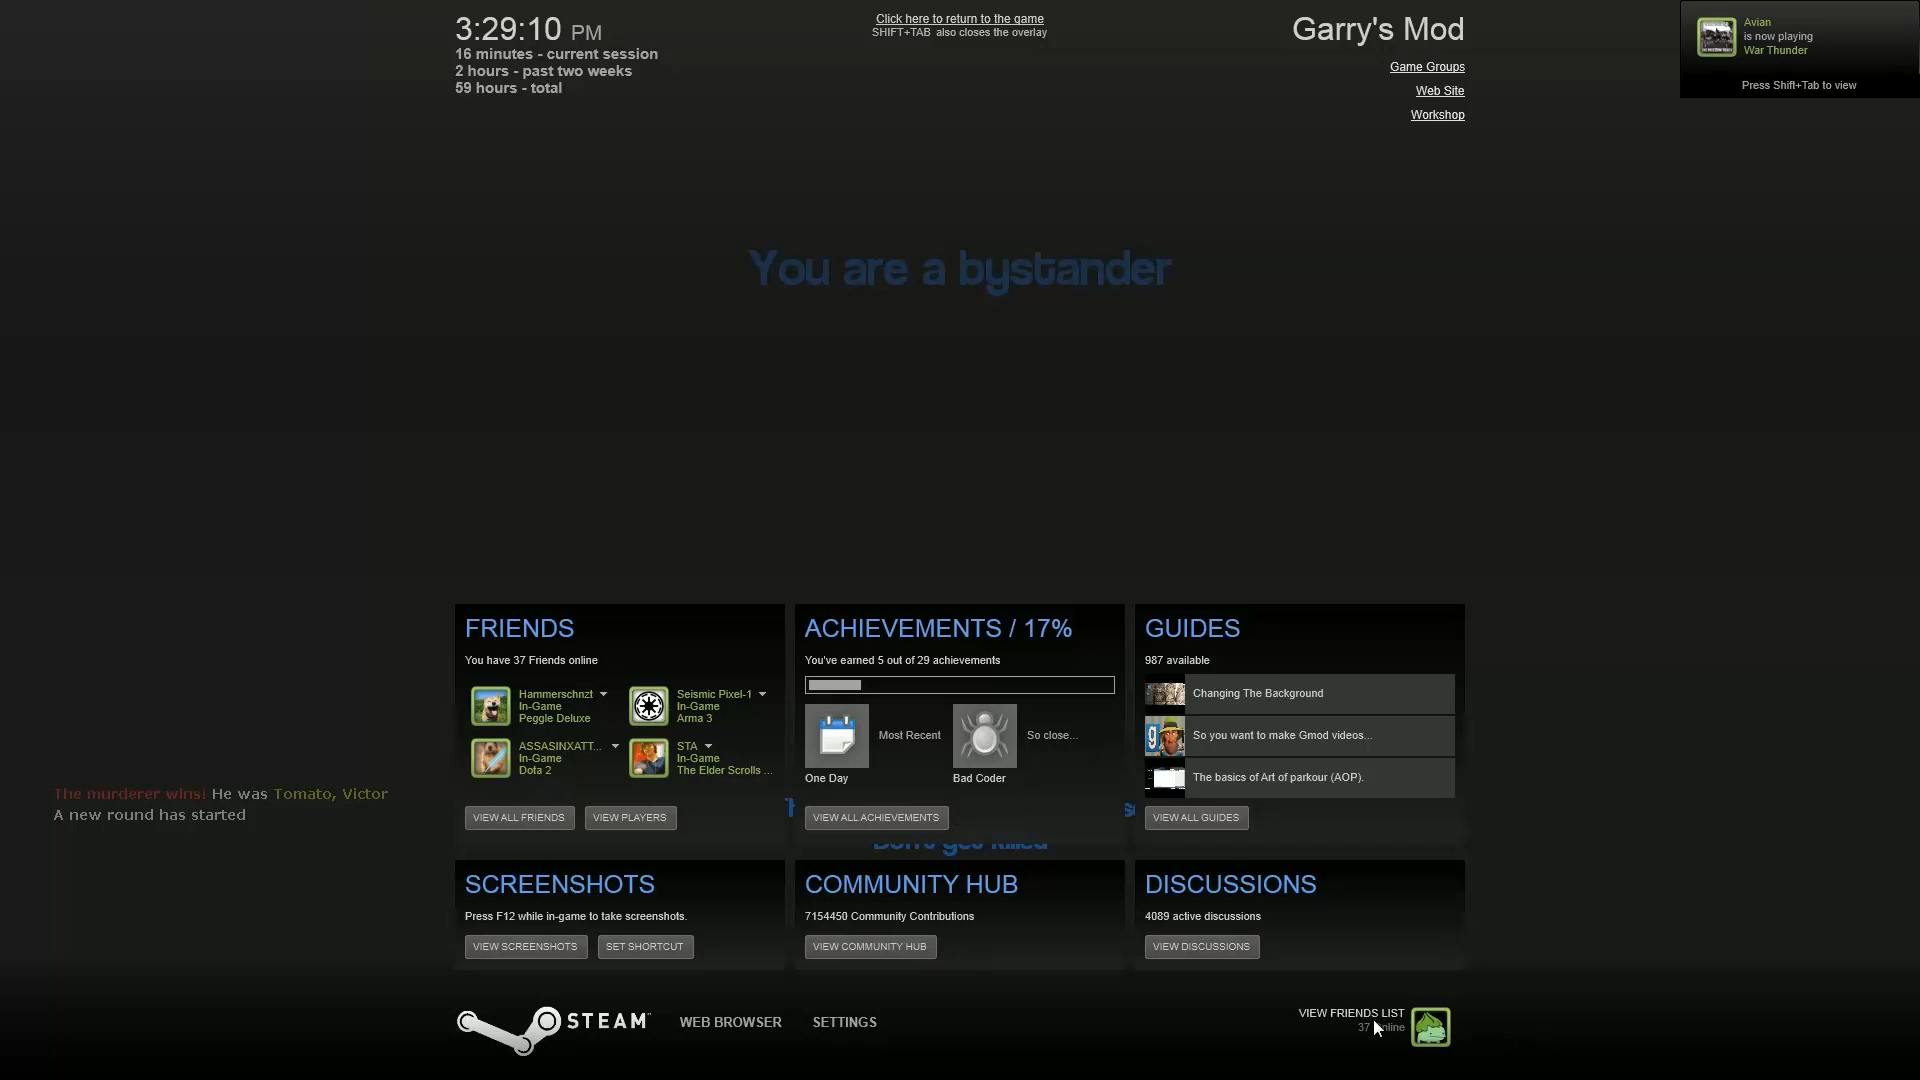 3:29:10 PM
16 minutes - current session
2 hours - past two weeks
59 hours - total
Click here to return to the game
SHIFT+TAB also closes the overlay
Garry's Mod
Game Groups
Web Site
Workshop
Avian
is now playing
War Thunder
Press Shift+Tab to view
You are a bystander
The murderer wins! He was Tomato, Victor
A new round has started
FRIENDS
You have 37 Friends online
Hammerschnzt
In-Game
Peggle Deluxe
Seismic Pixel-1
In-Game
Arma 3
ASSASINXATT...
In-Game
Dota 2
STA
In-Game
The Elder Scrolls ...
VIEW ALL FRIENDS
VIEW PLAYERS
ACHIEVEMENTS / 17%
You've earned 5 out of 29 achievements
Most Recent
One Day
So close...
Bad Coder
VIEW ALL ACHIEVEMENTS
GUIDES
987 available
Changing The Background
So you want to make Gmod videos...
The basics of Art of parkour (AOP).
VIEW ALL GUIDES
Don't get killed
SCREENSHOTS
Press F12 while in-game to take screenshots.
VIEW SCREENSHOTS
SET SHORTCUT
COMMUNITY HUB
7154450 Community Contributions
VIEW COMMUNITY HUB
DISCUSSIONS
4089 active discussions
VIEW DISCUSSIONS
STEAM
WEB BROWSER
SETTINGS
VIEW FRIENDS LIST
37 Online